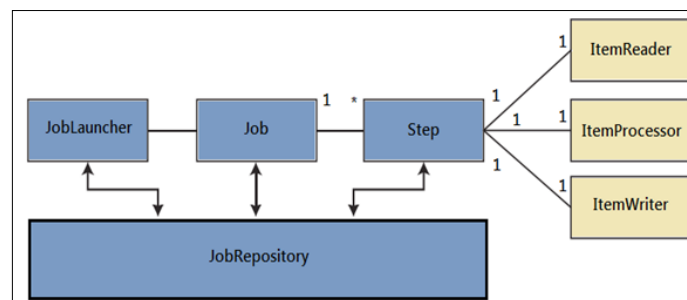 ItemReader
1
1
1
*
JobLauncher
Job
Step
1
1
ItemProcessor
1
1
ItemWriter
JobRepository